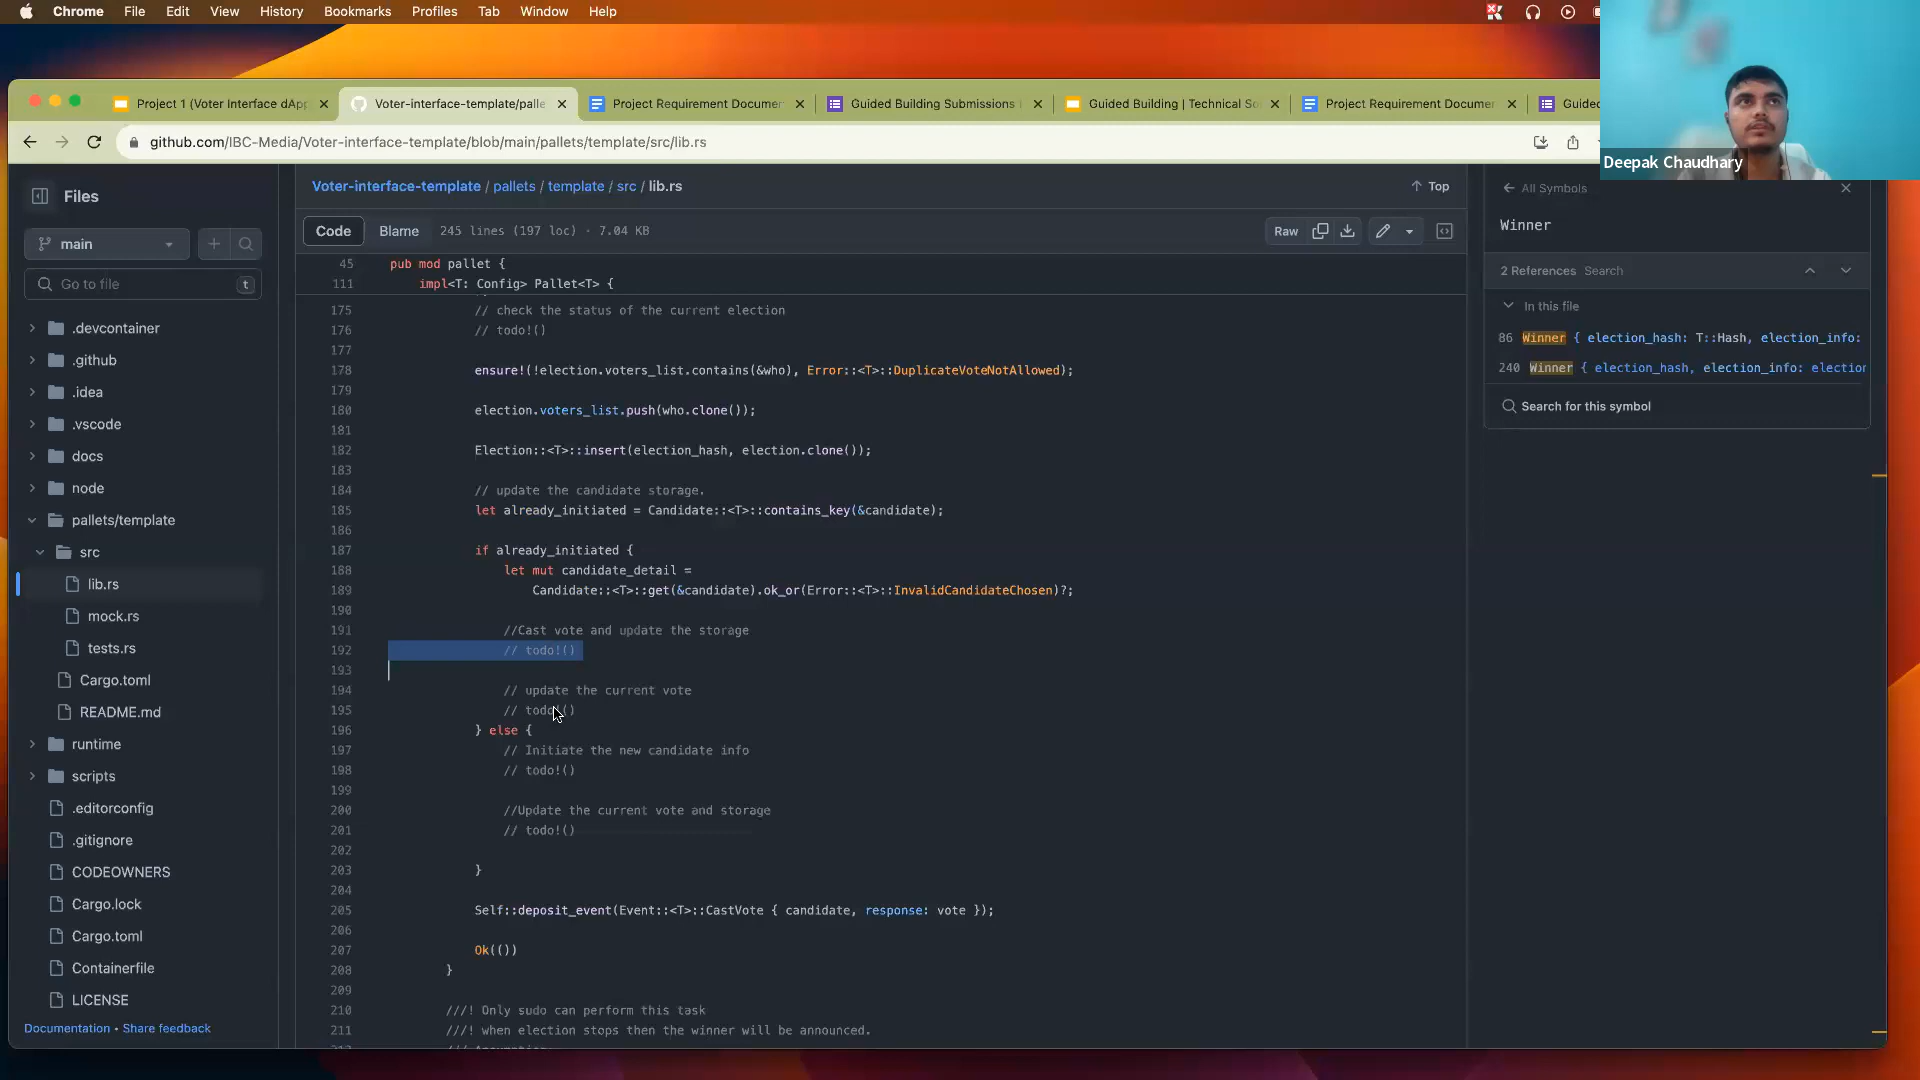 Chrome File Edit View History Bookmarks Profiles Tab Window Help
Project 1 (Voter Interface dAp
Voter-interface-template/palle
Project Requirement Documen
Guided Building Submissions
Guided Building | Technical So
Project Requirement Documen
Guided
github.com/IBC-Media/Voter-interface-template/blob/main/pallets/template/src/lib.rs
Deepak Chaudhary
Files
main
Go to file t
.devcontainer
.github
.idea
.vscode
docs
node
pallets/template
src
lib.rs
mock.rs
tests.rs
Cargo.toml
README.md
runtime
scripts
.editorconfig
.gitignore
CODEOWNERS
Cargo.lock
Cargo.toml
Containerfile
LICENSE
Documentation • Share feedback
Voter-interface-template / pallets / template / src / lib.rs
Top
Code Blame 245 lines (197 loc) · 7.04 KB
Raw
45 pub mod pallet {
111 impl<T: Config> Pallet<T> {
175 // check the status of the current election
176 // todo!()
177
178 ensure!(!election.voters_list.contains(&who), Error::<T>::DuplicateVoteNotAllowed);
179
180 election.voters_list.push(who.clone());
181
182 Election::<T>::insert(election_hash, election.clone());
183
184 // update the candidate storage.
185 let already_initiated = Candidate::<T>::contains_key(&candidate);
186
187 if already_initiated {
188 let mut candidate_detail =
189 Candidate::<T>::get(&candidate).ok_or(Error::<T>::InvalidCandidateChosen)?;
190
191 //Cast vote and update the storage
192 // todo!()
193
194 // update the current vote
195 // todo!()
196 } else {
197 // Initiate the new candidate info
198 // todo!()
199
200 //Update the current vote and storage
201 // todo!()
202
203 }
204
205 Self::deposit_event(Event::<T>::CastVote { candidate, response: vote });
206
207 Ok(())
208 }
209
210 ///! Only sudo can perform this task
211 ///! when election stops then the winner will be announced.
All Symbols
Winner
2 References Search
In this file
86 Winner { election_hash: T::Hash, election_info:
240 Winner { election_hash, election_info: election
Search for this symbol